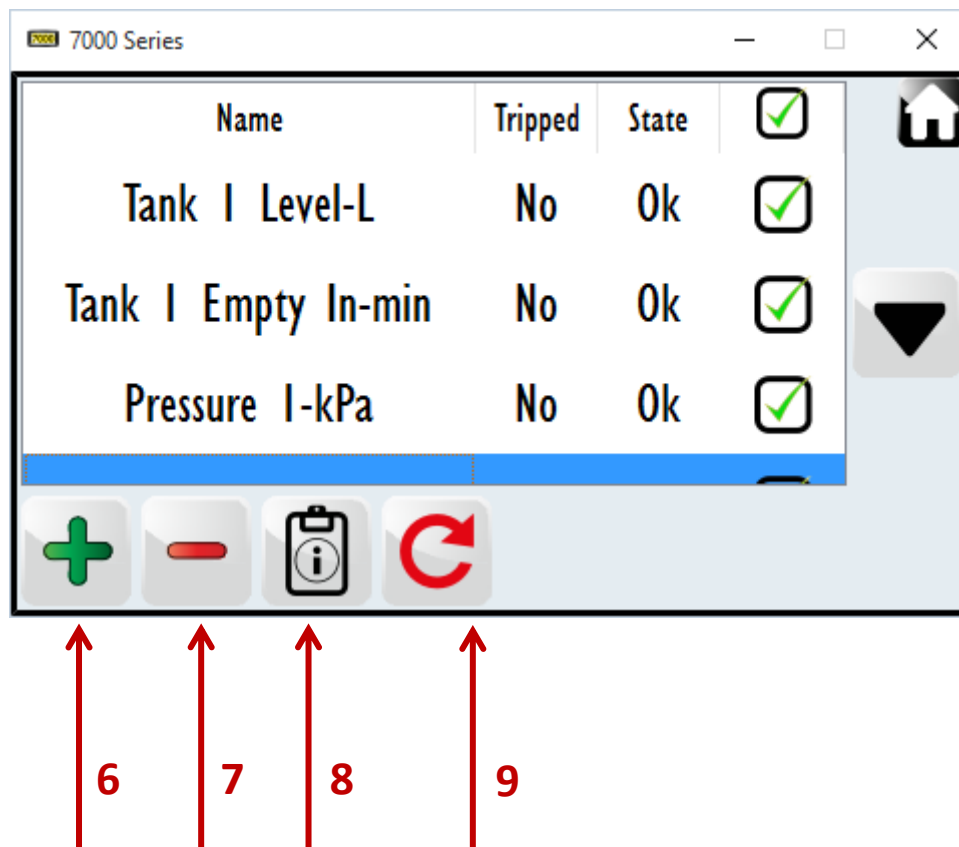 7000 7000 Series
Name Tripped State
Tank 1 Level-L No Ok
Tank 1 Empty In-min No Ok
Pressure 1-kPa No Ok
i
6 7 8 9